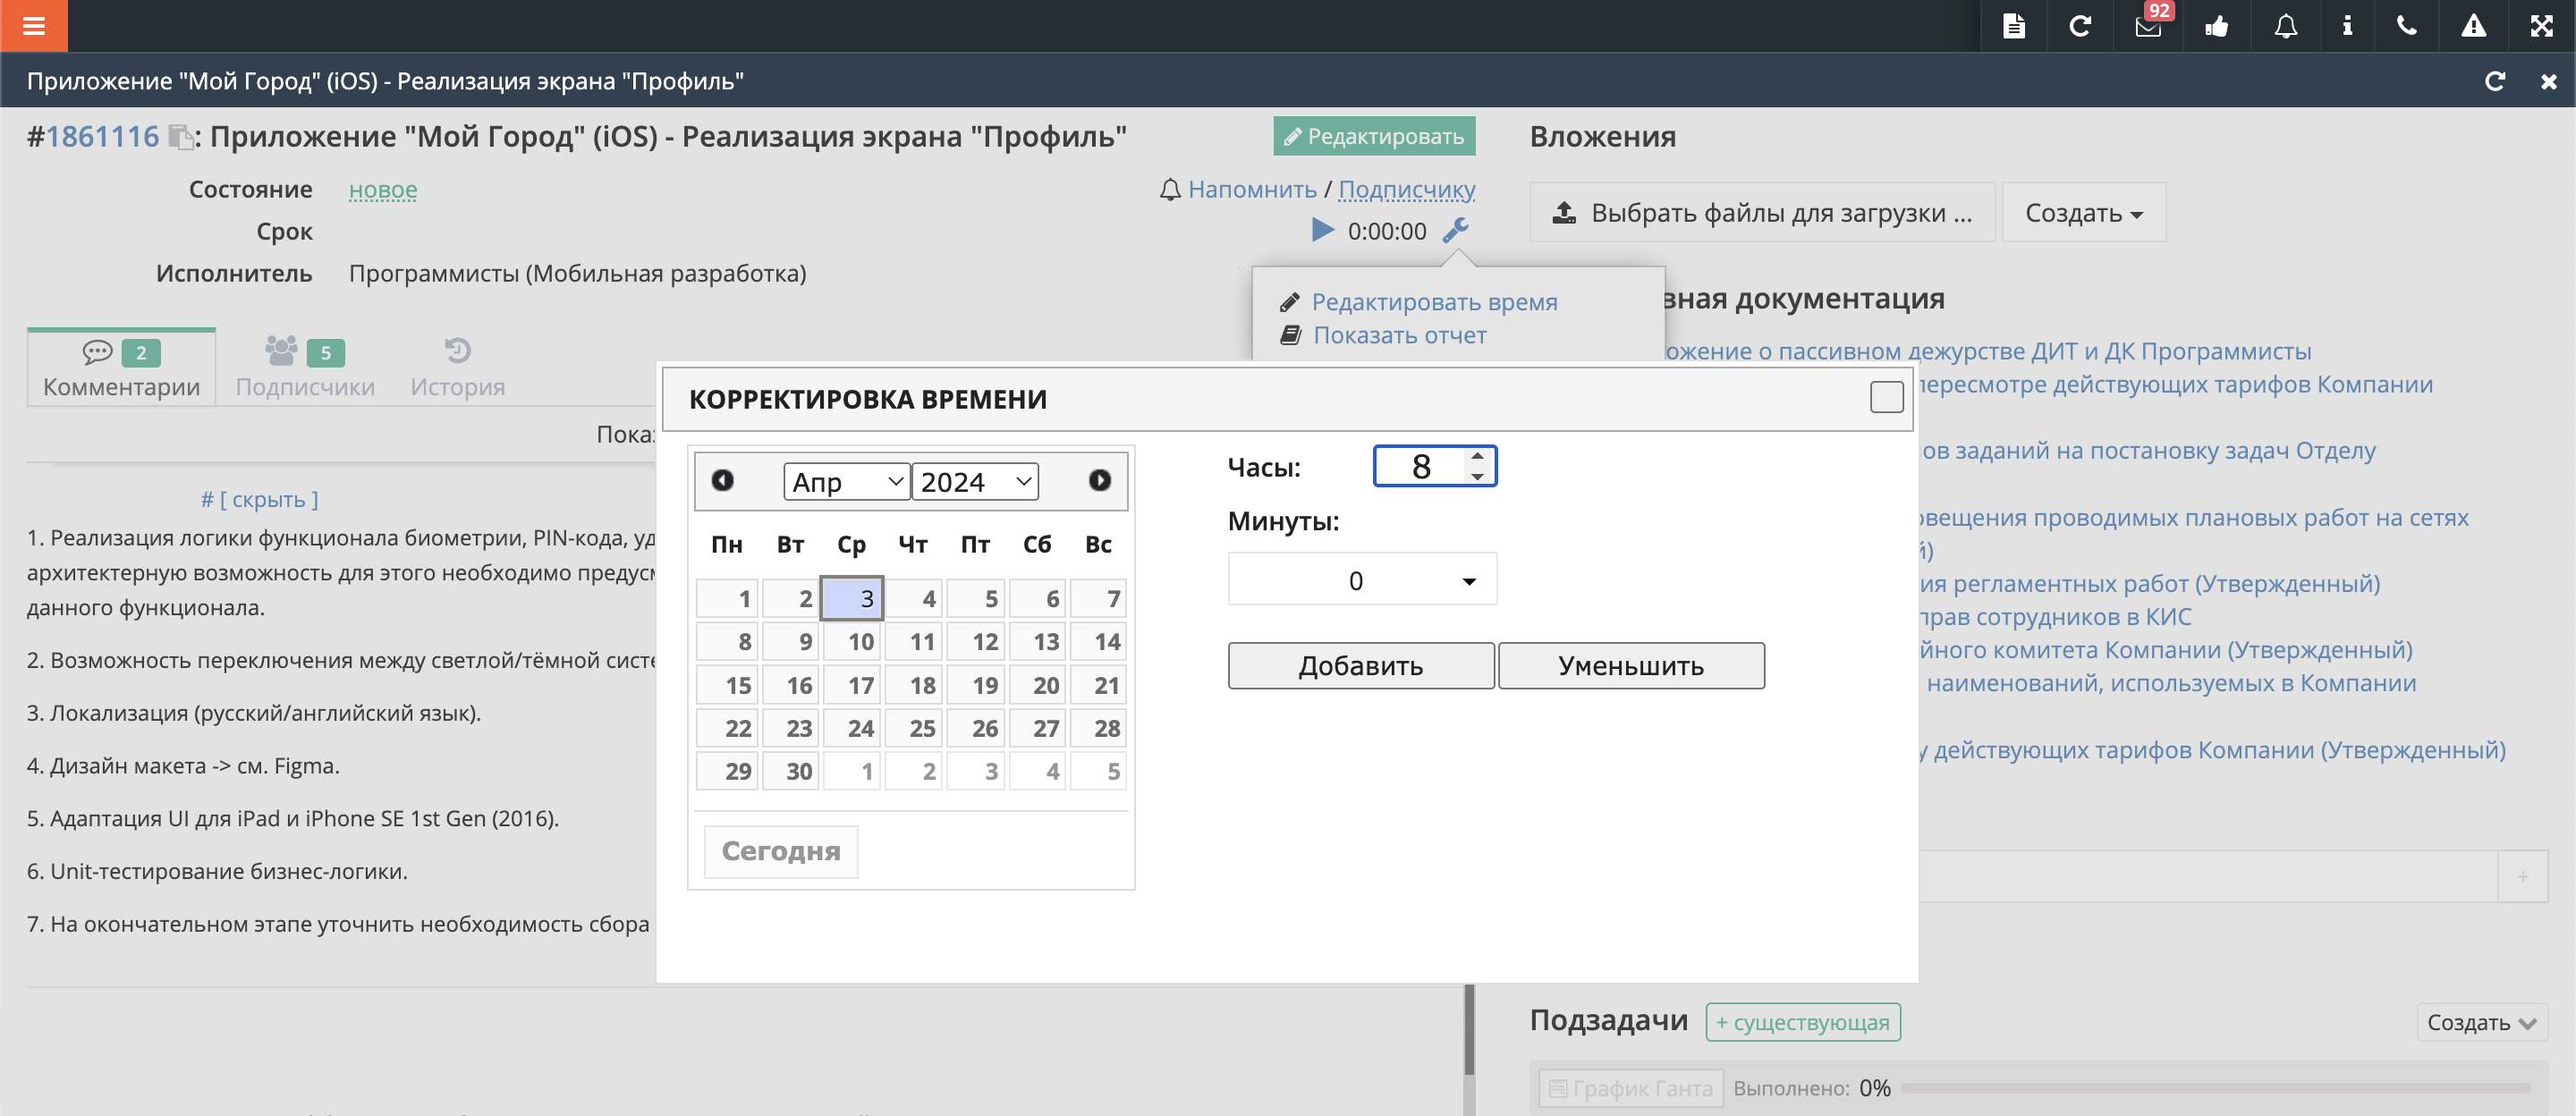 92
Приложение "Мой Город" (iOS) - Реализация экрана "Профиль"
#1861116 : Приложение "Мой Город" (iOS) - Реализация экрана "Профиль"
Редактировать
Состояние новое
Напомнить / Подписчику
Срок
0:00:00
Исполнитель Программисты (Мобильная разработка)
Редактировать время
Показать отчет
2 5
Комментарии Подписчики История
# [ скрыть ]
1. Реализация логики функционала биометрии, PIN-кода,
архитектерную возможность для этого необходимо
данного функционала.
2. Возможность переключения между светлой/тёмной
3. Локализация (русский/английский язык).
4. Дизайн макета -> см. Figma.
5. Адаптация UI для iPad и iPhone SE 1st Gen (2016).
6. Unit-тестирование бизнес-логики.
7. На окончательном этапе уточнить необходимость сбора
КОРРЕКТИРОВКА ВРЕМЕНИ
Апр 2024
Пн Вт Ср Чт Пт Сб Вс
1 2 3 4 5 6 7
8 9 10 11 12 13 14
15 16 17 18 19 20 21
22 23 24 25 26 27 28
29 30 1 2 3 4 5
Сегодня
Часы: 8
Минуты:
0
Добавить Уменьшить
Вложения
Выбрать файлы для загрузки ... Создать
документация
о пассивном дежурстве ДИТ и ДК Программисты
пересмотре действующих тарифов Компании
заданий на постановку задач Отделу
проводимых плановых работ на сетях
регламентных работ (Утвержденный)
прав сотрудников в КИС
комитета Компании (Утвержденный)
наименований, используемых в Компании
действующих тарифов Компании (Утвержденный)
+
Подзадачи + существующая Создать
График Ганта Выполнено: 0%